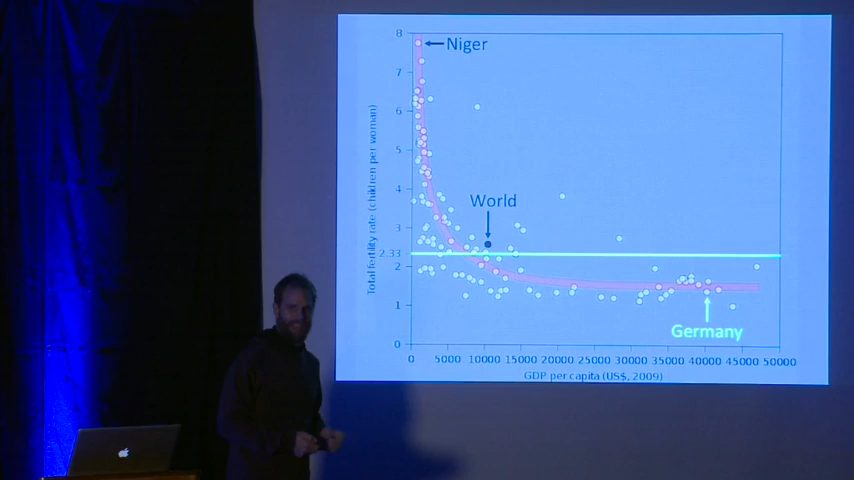 8
Niger
7
6
5
4
World
3
2.33
2
1
Germany
0
0 5000 10000 15000 20000 25000 30000 35000 40000 45000 50000
GDP per capita (US$, 2009)
Total fertility rate (children per woman)